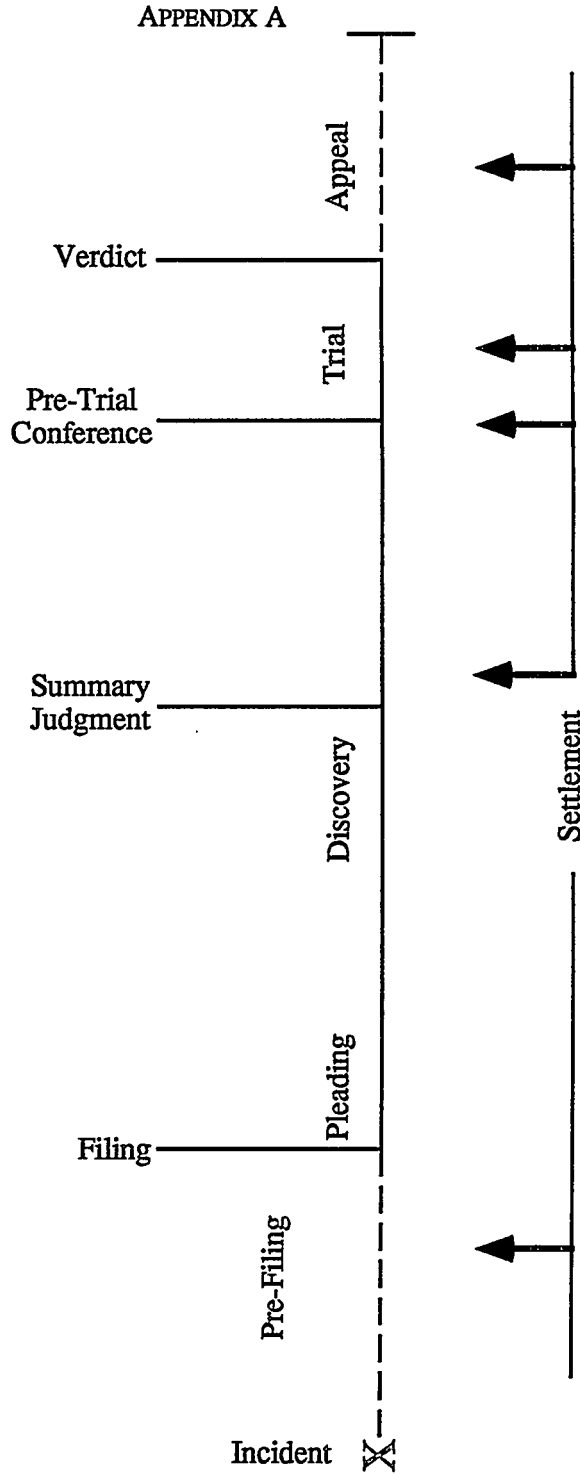 APPENDIX A
Appeal
Verdict
Trial
Pre-Trial
Conference
Summary
Judgment
Settlement
Discovery
Pleading
Filing
Pre-Filing
Incident X